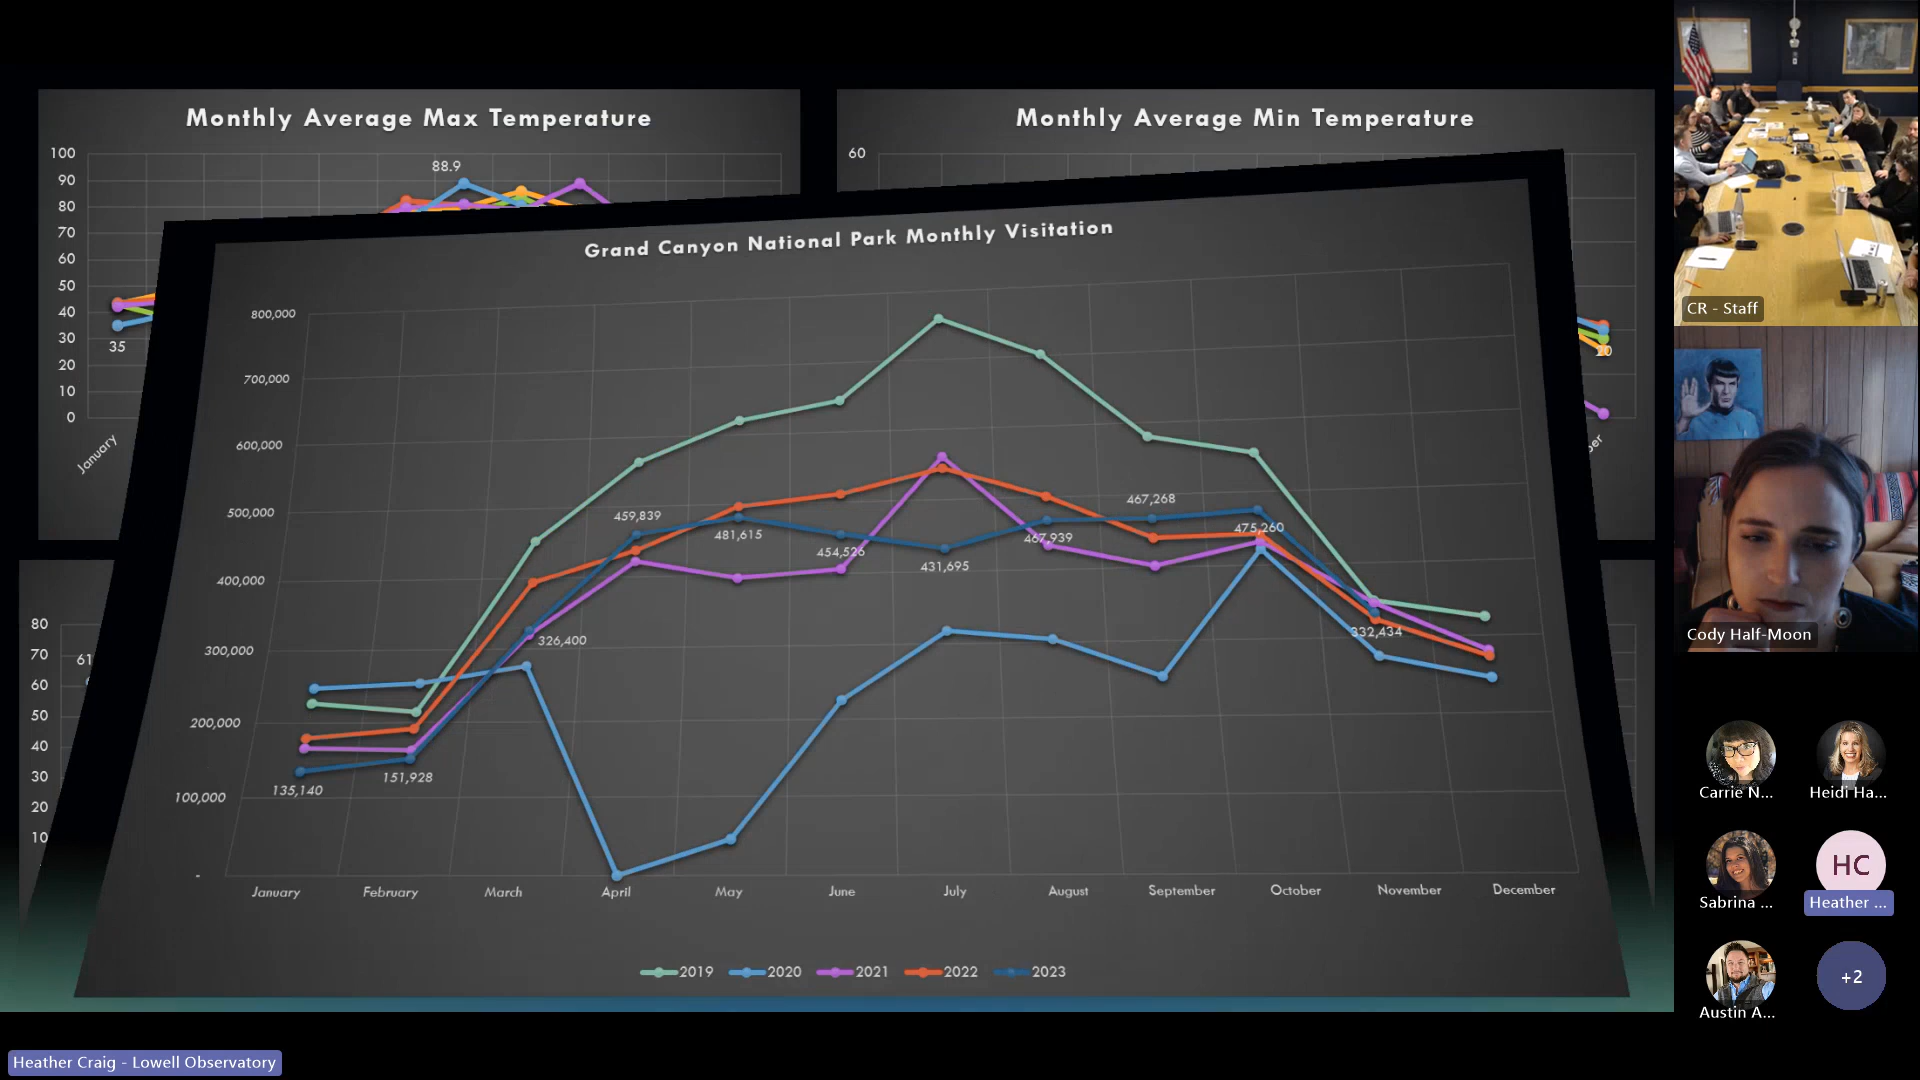 Monthly Average Max Temperature
100
90
80
70
60
50
40
30
20
10
0
88.9
35
January
Monthly Average Min Temperature
60
20
ber
80
70
60
50
40
30
20
10
61
Grand Canyon National Park Monthly Visitation
800,000
700,000
600,000
500,000
400,000
300,000
200,000
100,000
-
135,140
151,928
326,400
459,839
481,615
454,526
431,695
467,939
467,268
475,260
332,434
January February March April May June July August September October November December
2019 2020 2021 2022 2023
CR - Staff
Cody Half-Moon
Carrie N...
Heidi Ha...
Sabrina ...
HC
Heather ...
Austin A...
+2
Heather Craig - Lowell Observatory